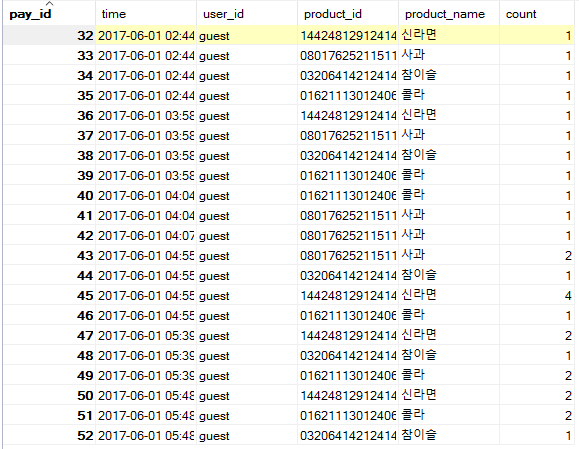 pay_id time user_id product_id product_name count
32 2017-06-01 02:44 guest 14424812912414 신라면 1
33 2017-06-01 02:44 guest 08017625211511 사과 1
34 2017-06-01 02:44 guest 03206414212414 참이슬 1
35 2017-06-01 02:44 guest 01621113012406 콜라 1
36 2017-06-01 03:58 guest 14424812912414 신라면 1
37 2017-06-01 03:58 guest 08017625211511 사과 1
38 2017-06-01 03:58 guest 03206414212414 참이슬 1
39 2017-06-01 03:58 guest 01621113012406 콜라 1
40 2017-06-01 04:04 guest 01621113012406 콜라 1
41 2017-06-01 04:04 guest 08017625211511 사과 1
42 2017-06-01 04:07 guest 08017625211511 사과 1
43 2017-06-01 04:55 guest 08017625211511 사과 2
44 2017-06-01 04:55 guest 03206414212414 참이슬 1
45 2017-06-01 04:55 guest 14424812912414 신라면 4
46 2017-06-01 04:55 guest 01621113012406 콜라 1
47 2017-06-01 05:39 guest 14424812912414 신라면 2
48 2017-06-01 05:39 guest 03206414212414 참이슬 1
49 2017-06-01 05:39 guest 01621113012406 콜라 2
50 2017-06-01 05:48 guest 14424812912414 신라면 2
51 2017-06-01 05:48 guest 01621113012406 콜라 2
52 2017-06-01 05:48 guest 03206414212414 참이슬 1